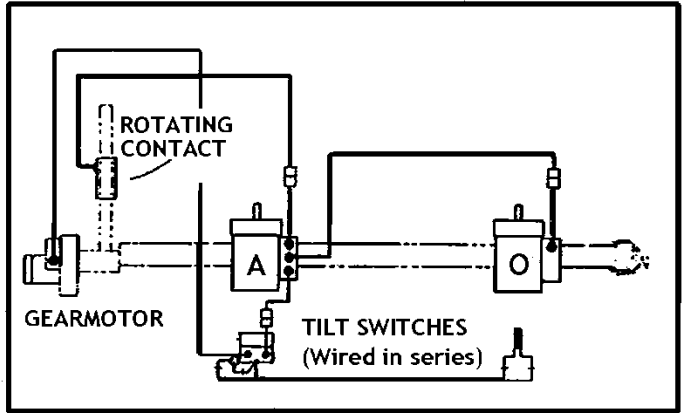 ROTATING
CONTACT
A
O
GEARMOTOR
TILT SWITCHES
(Wired in series)